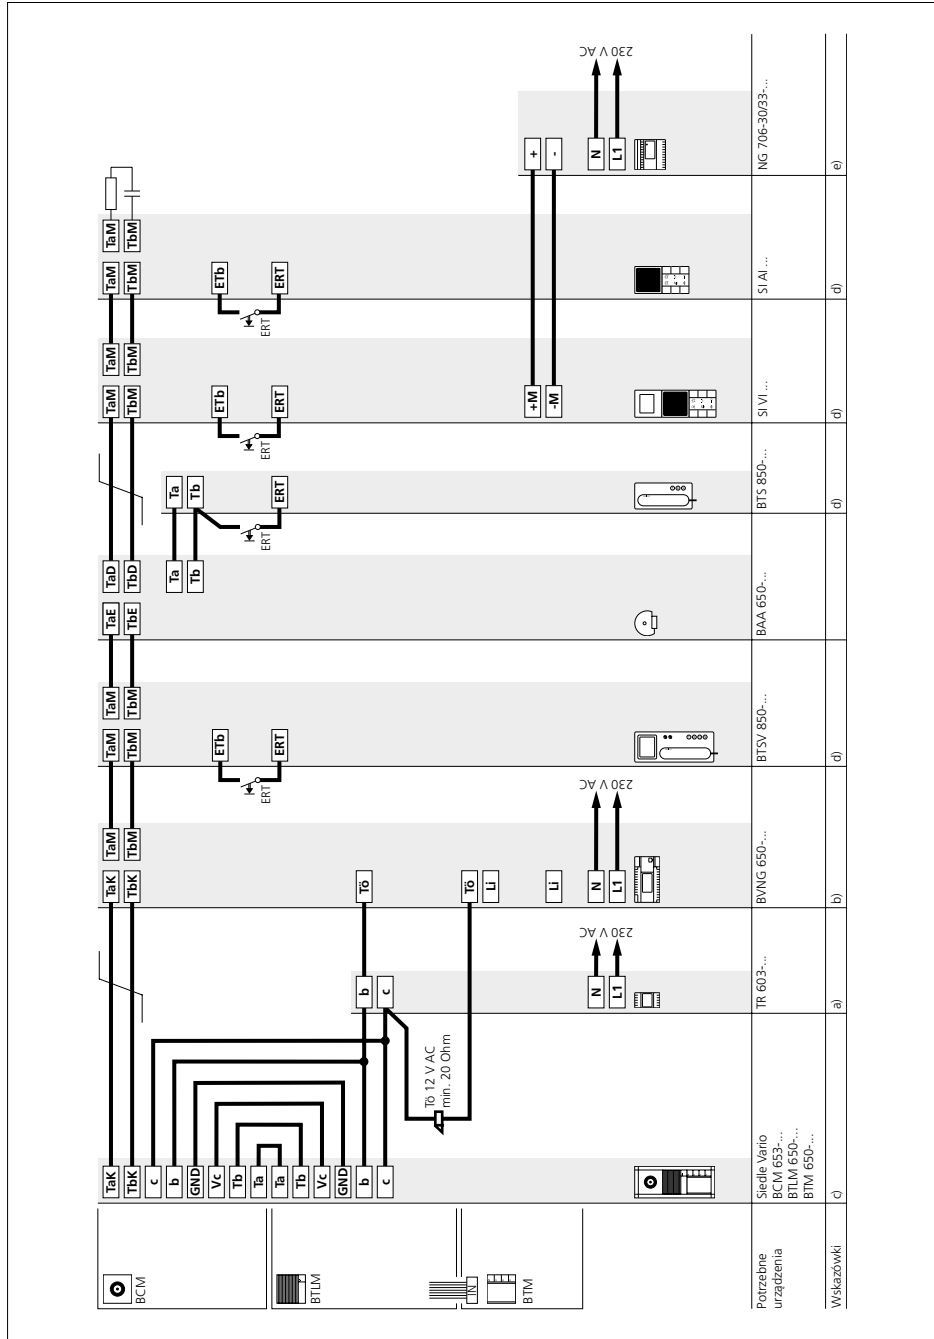 TaK TaK TaM TaM TaM TaE TaD TaM TaM TaM TaM
TbK TbK TbM TbM TbM TbE TbD TbM TbM TbM TbM
BCM
c
b Ta Ta
GND Tb Tb
Vc ETb ETb ETb
Tb
Ta
ERT ERT ERT ERT
Ta ERT ERT ERT ERT
Tb
BTLM
Vc
GND
b b Tö
c c
Tö 12 V AC
min. 20 Ohm
IN Tö
Li
BTM
+M +
Li -M -
N N N
230 V AC 230 V AC 230 V AC
L1 L1 L1
Potrzebne
urządzenia
Siedle Vario
BCM 653-...
BTLM 650-...
BTM 650-...
TR 603-...
BVNG 650-...
BTSV 850-...
BAA 650-...
BTS 850-...
SI VI ...
SI AI ...
NG 706-30/33-...
Wskazówki c) a) b) d) d) d) d) e)